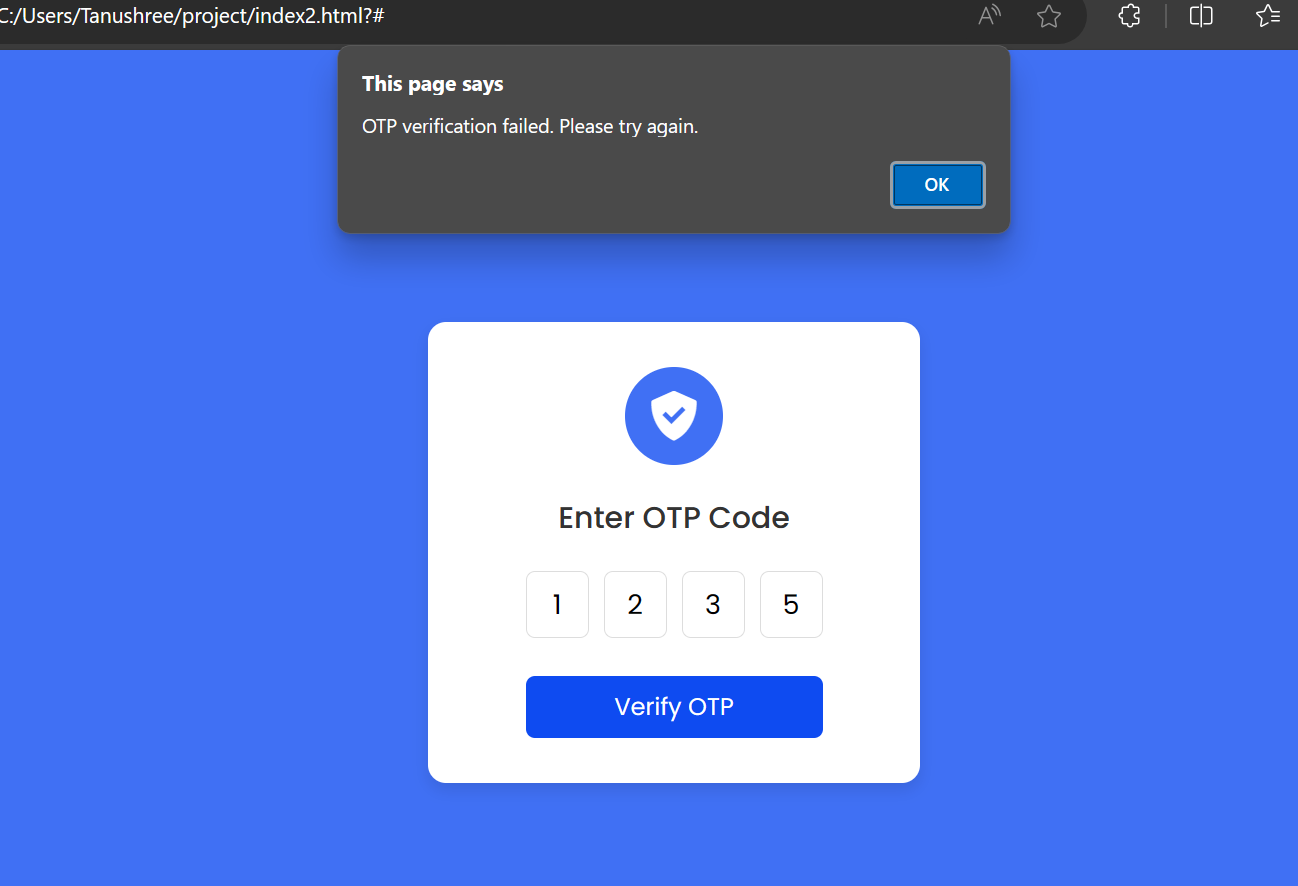 C:/Users/Tanushree/project/index2.html?#
This page says
OTP verification failed. Please try again.
OK
Enter OTP Code
1 2 3 5
Verify OTP